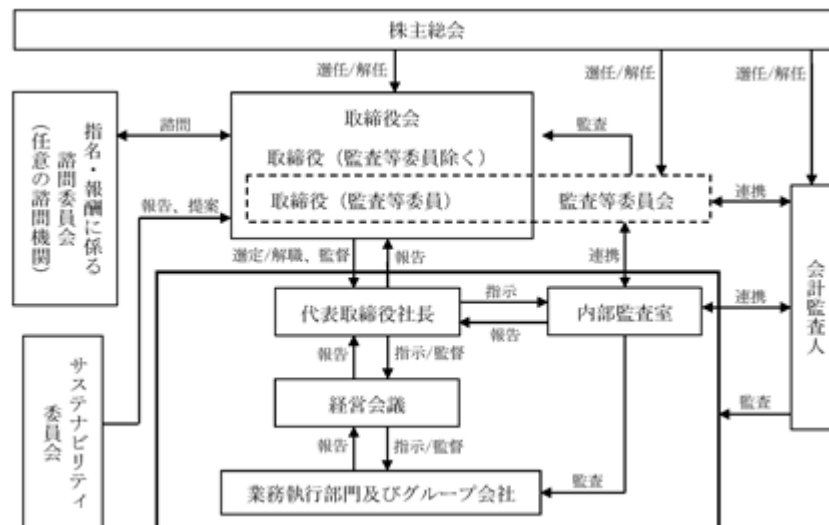 株主総会
選任/解任
選任/解任
選任/解任
指名・報酬に係る
諮問委員会
(任意の諮問機関)
諮問
取締役会
監査
取締役（監査等委員除く）
取締役（監査等委員）
監査等委員会
連携
報告、提案
選定/解職、監督
報告
連携
会計監査人
代表取締役社長
指示
報告
内部監査室
連携
サステナビリティ
委員会
報告
指示/監督
経営会議
監査
報告
指示/監督
業務執行部門及びグループ会社
監査